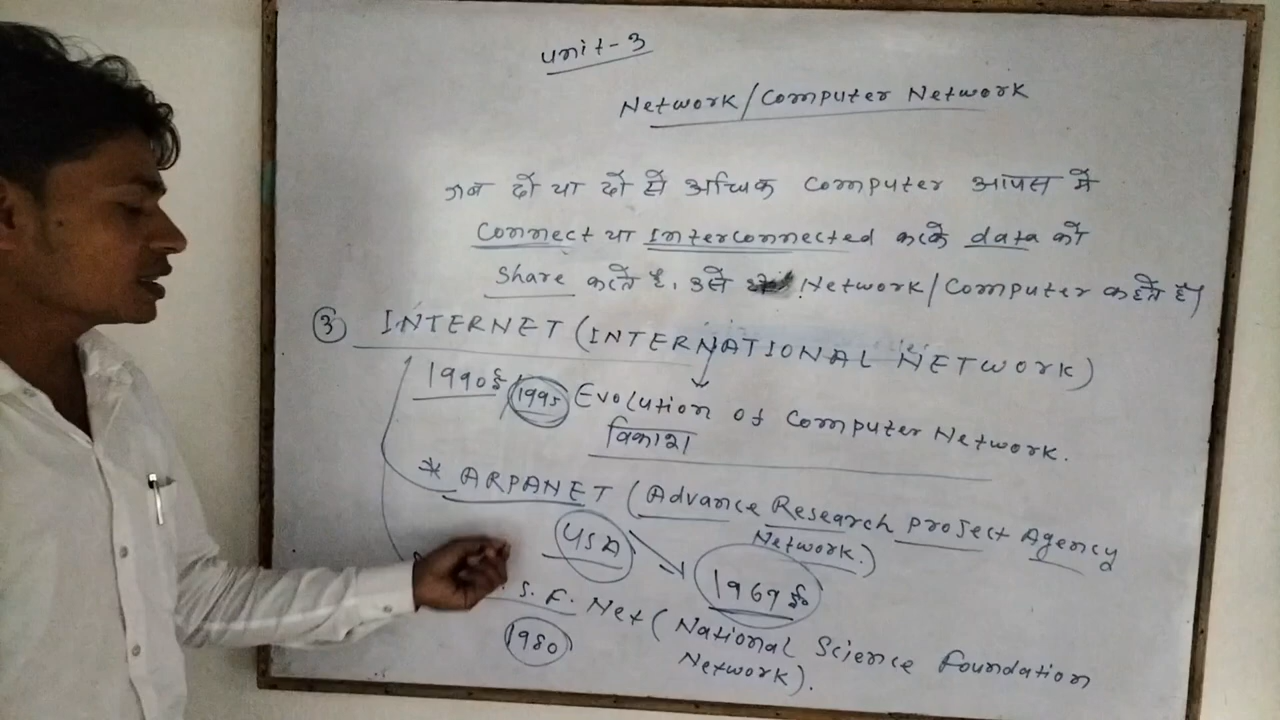 Unit-3
Network/Computer Network
जब दो या दो से अधिक Computer आपस में
Connect या Interconnected करके data को
Share करते है, उसे Network/Computer कहते है।
③ INTERNET (INTERNATIONAL NETWORK)
1990ई / 1995 Evolution of Computer Network.
विकाश
* ARPANET (Advance Research Project Agency
Network.)
USA
1969 ई०
S. F. Net (National Science Foundation
Network).
1980